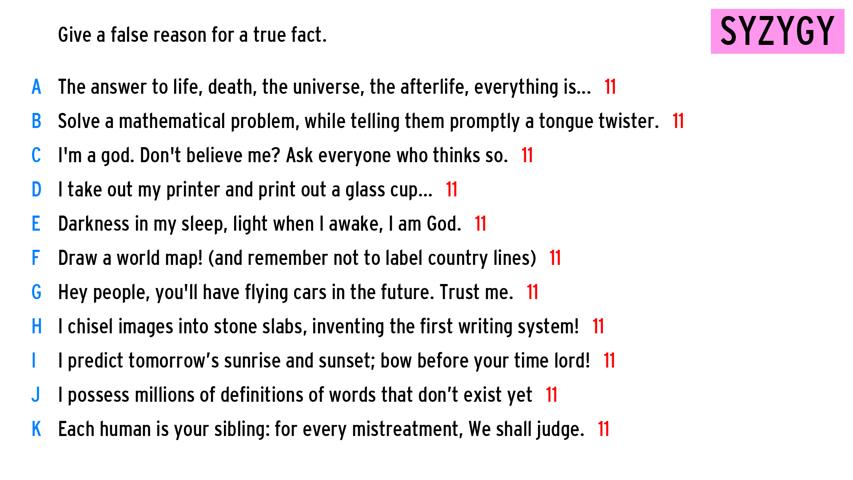 Give a false reason for a true fact.
SYZYGY
A The answer to life, death, the universe, the afterlife, everything is... 11
B Solve a mathematical problem, while telling them promptly a tongue twister. 11
C I'm a god. Don't believe me? Ask everyone who thinks so. 11
D I take out my printer and print out a glass cup... 11
E Darkness in my sleep, light when I awake, I am God. 11
F Draw a world map! (and remember not to label country lines) 11
G Hey people, you'll have flying cars in the future. Trust me. 11
H I chisel images into stone slabs, inventing the first writing system! 11
I I predict tomorrow’s sunrise and sunset; bow before your time lord! 11
J I possess millions of definitions of words that don’t exist yet 11
K Each human is your sibling: for every mistreatment, We shall judge. 11